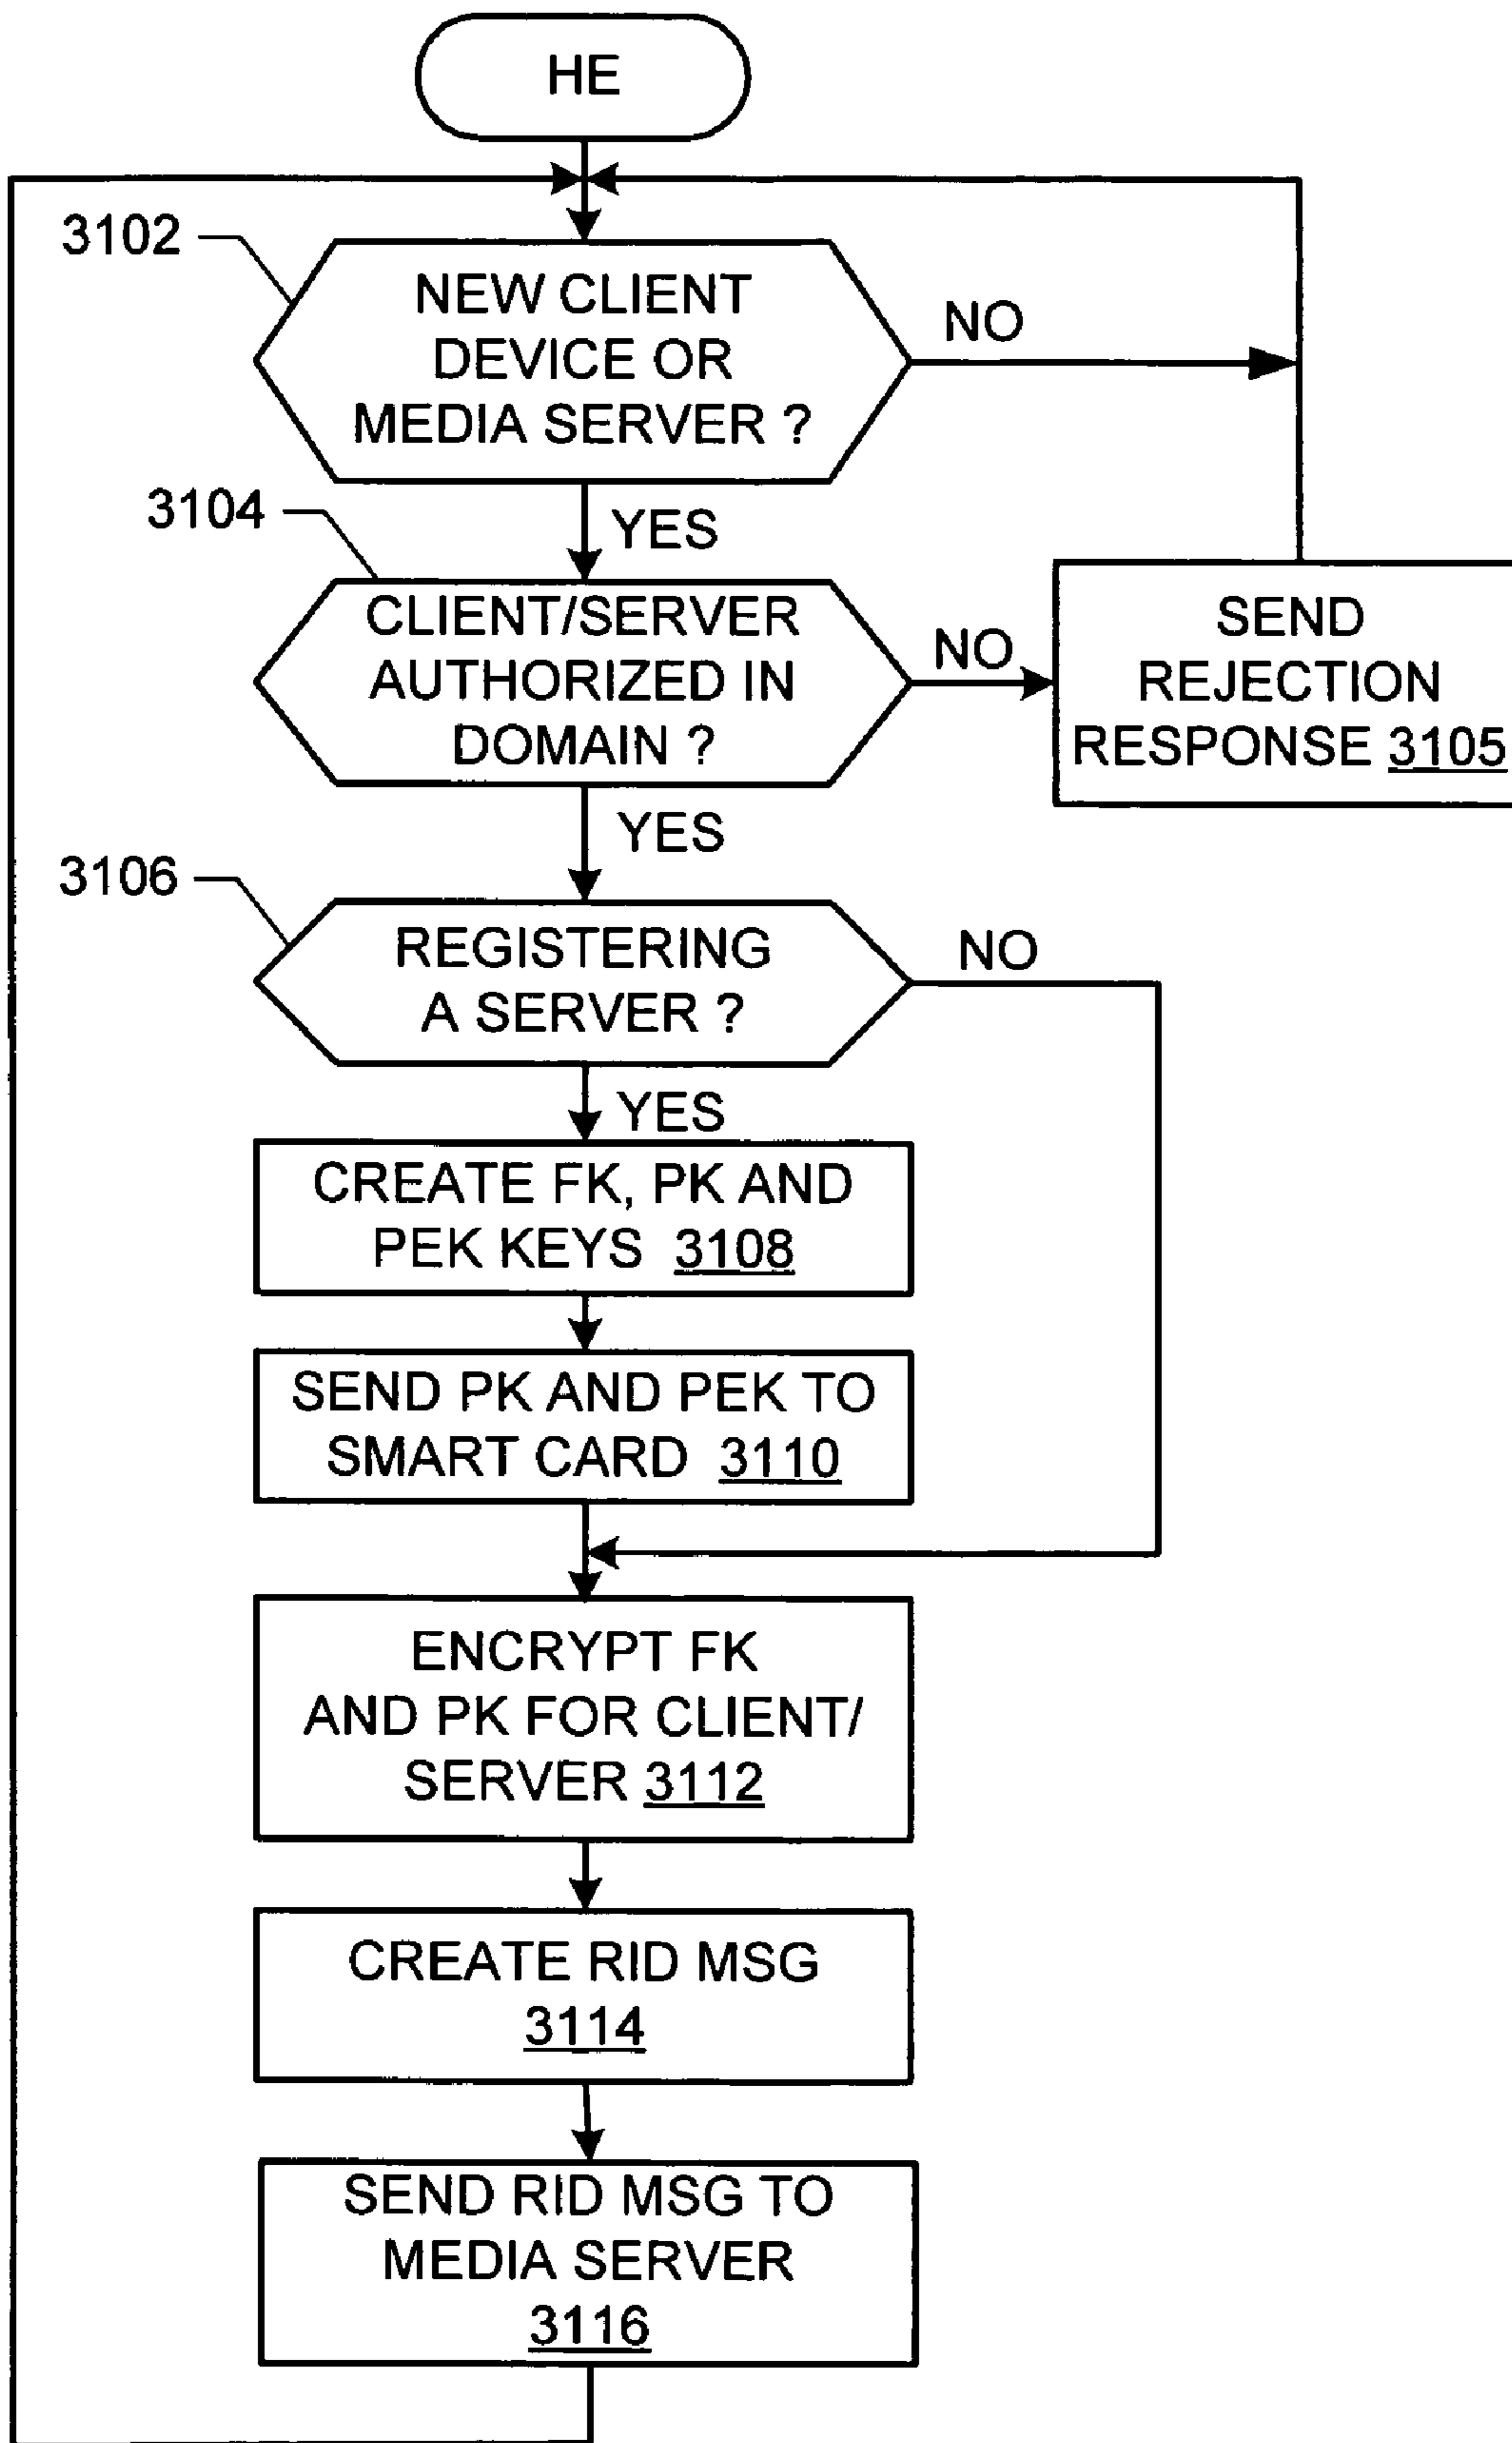 HE
3102
NEW CLIENT
DEVICE OR
MEDIA SERVER ?
NO
3104
YES
CLIENT/SERVER
AUTHORIZED IN
DOMAIN ?
NO
SEND
REJECTION
RESPONSE 3105
YES
3106
REGISTERING
A SERVER ?
NO
YES
CREATE FK, PK AND
PEK KEYS 3108
SEND PK AND PEK TO
SMART CARD 3110
ENCRYPT FK
AND PK FOR CLIENT/
SERVER 3112
CREATE RID MSG
3114
SEND RID MSG TO
MEDIA SERVER
3116